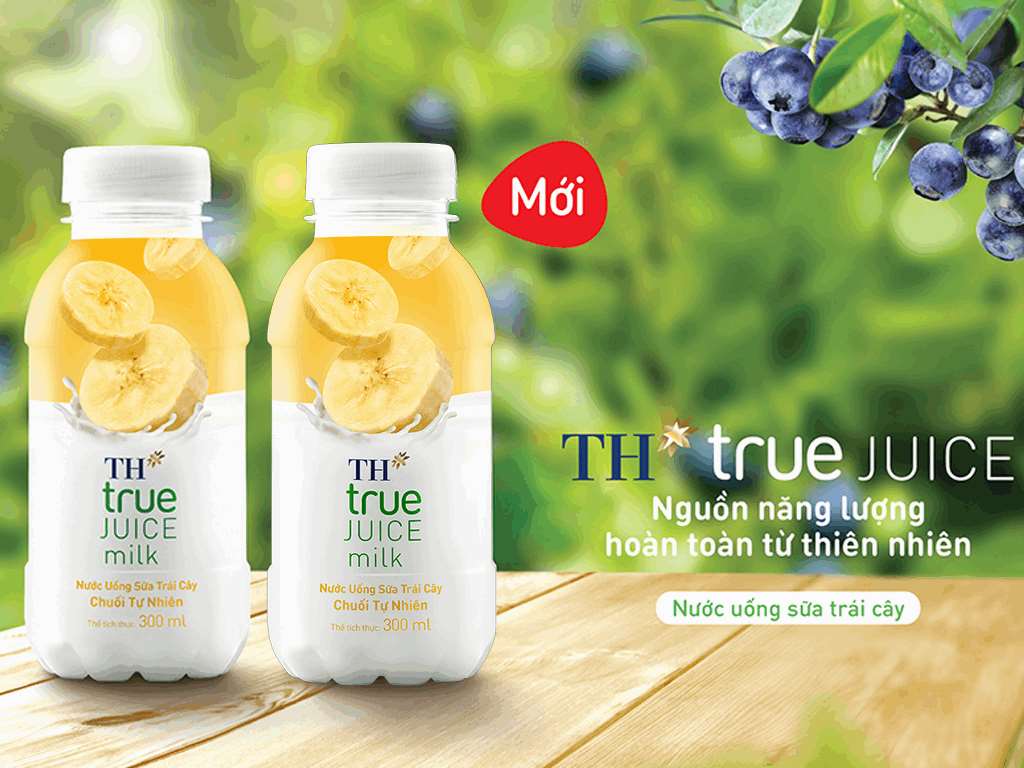 Mới
TH true JUICE
Nguồn năng lượng
hoàn toàn từ thiên nhiên
Nước uống sữa trái cây
TH
true
JUICE
milk
Nước Uống Sữa Trái Cây
Chuối Tự Nhiên
Thể tích thực: 300 ml
TH
true
JUICE
milk
Nước Uống Sữa Trái Cây
Chuối Tự Nhiên
Thể tích thực: 300 ml